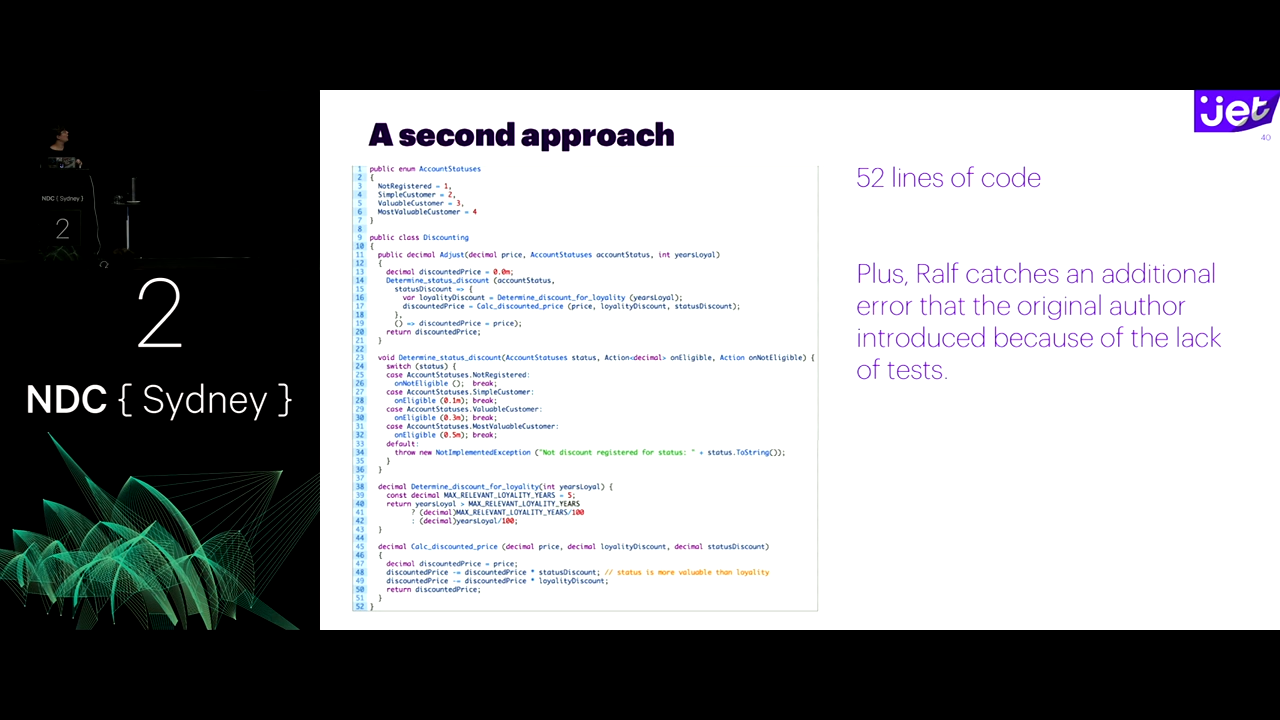 NDC { Sydney }
2
2
NDC { Sydney }
A second approach
jet
40
1 public enum AccountStatuses
2 {
3 NotRegistered = 1,
4 SimpleCustomer = 2,
5 ValuableCustomer = 3,
6 MostValuableCustomer = 4
7 }
8
9 public class Discounting
10 {
11 public decimal Adjust(decimal price, AccountStatuses accountStatus, int yearsLoyal)
12 {
13 decimal discountedPrice = 0.0m;
14 Determine_status_discount (accountStatus,
15 statusDiscount => {
16 var loyalityDiscount = Determine_discount_for_loyality (yearsLoyal);
17 discountedPrice = Calc_discounted_price (price, loyalityDiscount, statusDiscount);
18 },
19 () => discountedPrice = price);
20 return discountedPrice;
21 }
22
23 void Determine_status_discount(AccountStatuses status, Action<decimal> onEligible, Action onNotEligible) {
24 switch (status) {
25 case AccountStatuses.NotRegistered:
26 onNotEligible (); break;
27 case AccountStatuses.SimpleCustomer:
28 onEligible (0.1m); break;
29 case AccountStatuses.ValuableCustomer:
30 onEligible (0.3m); break;
31 case AccountStatuses.MostValuableCustomer:
32 onEligible (0.5m); break;
33 default:
34 throw new NotImplementedException ("Not discount registered for status: " + status.ToString());
35 }
36 }
37
38 decimal Determine_discount_for_loyality(int yearsLoyal) {
39 const decimal MAX_RELEVANT_LOYALITY_YEARS = 5;
40 return yearsLoyal > MAX_RELEVANT_LOYALITY_YEARS
41 ? (decimal)MAX_RELEVANT_LOYALITY_YEARS/100
42 : (decimal)yearsLoyal/100;
43 }
44
45 decimal Calc_discounted_price (decimal price, decimal loyalityDiscount, decimal statusDiscount)
46 {
47 decimal discountedPrice = price;
48 discountedPrice -= discountedPrice * statusDiscount; // status is more valuable than loyality
49 discountedPrice -= discountedPrice * loyalityDiscount;
50 return discountedPrice;
51 }
52 }
52 lines of code
Plus, Ralf catches an additional
error that the original author
introduced because of the lack
of tests.